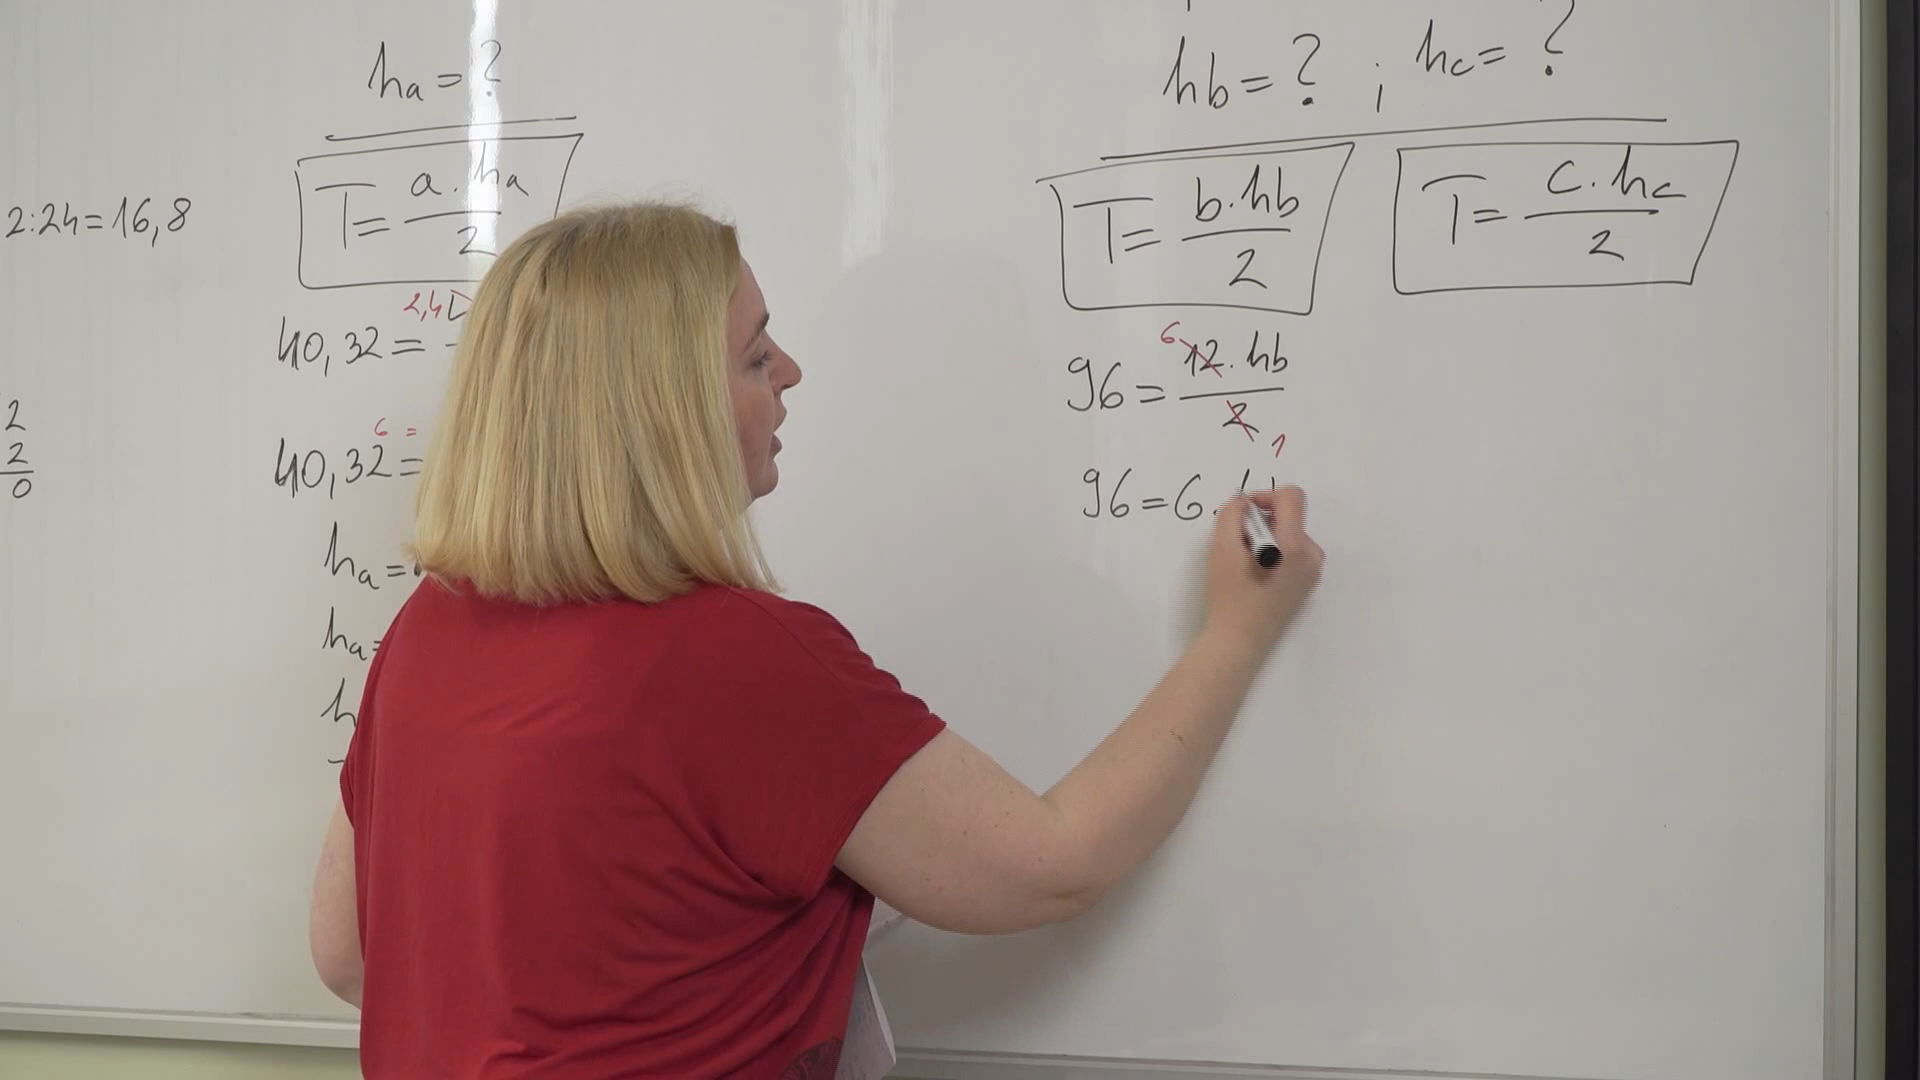 2:24=16,8
2
2
0
ha=?
T= a.ha / 2
2,4
40,32=
6 =
40,32=
ha=
ha=
h
hb=? ; hc=?
T= b.hb / 2
T= c.hc / 2
6
96= 12.hb / 2
1
96=6.